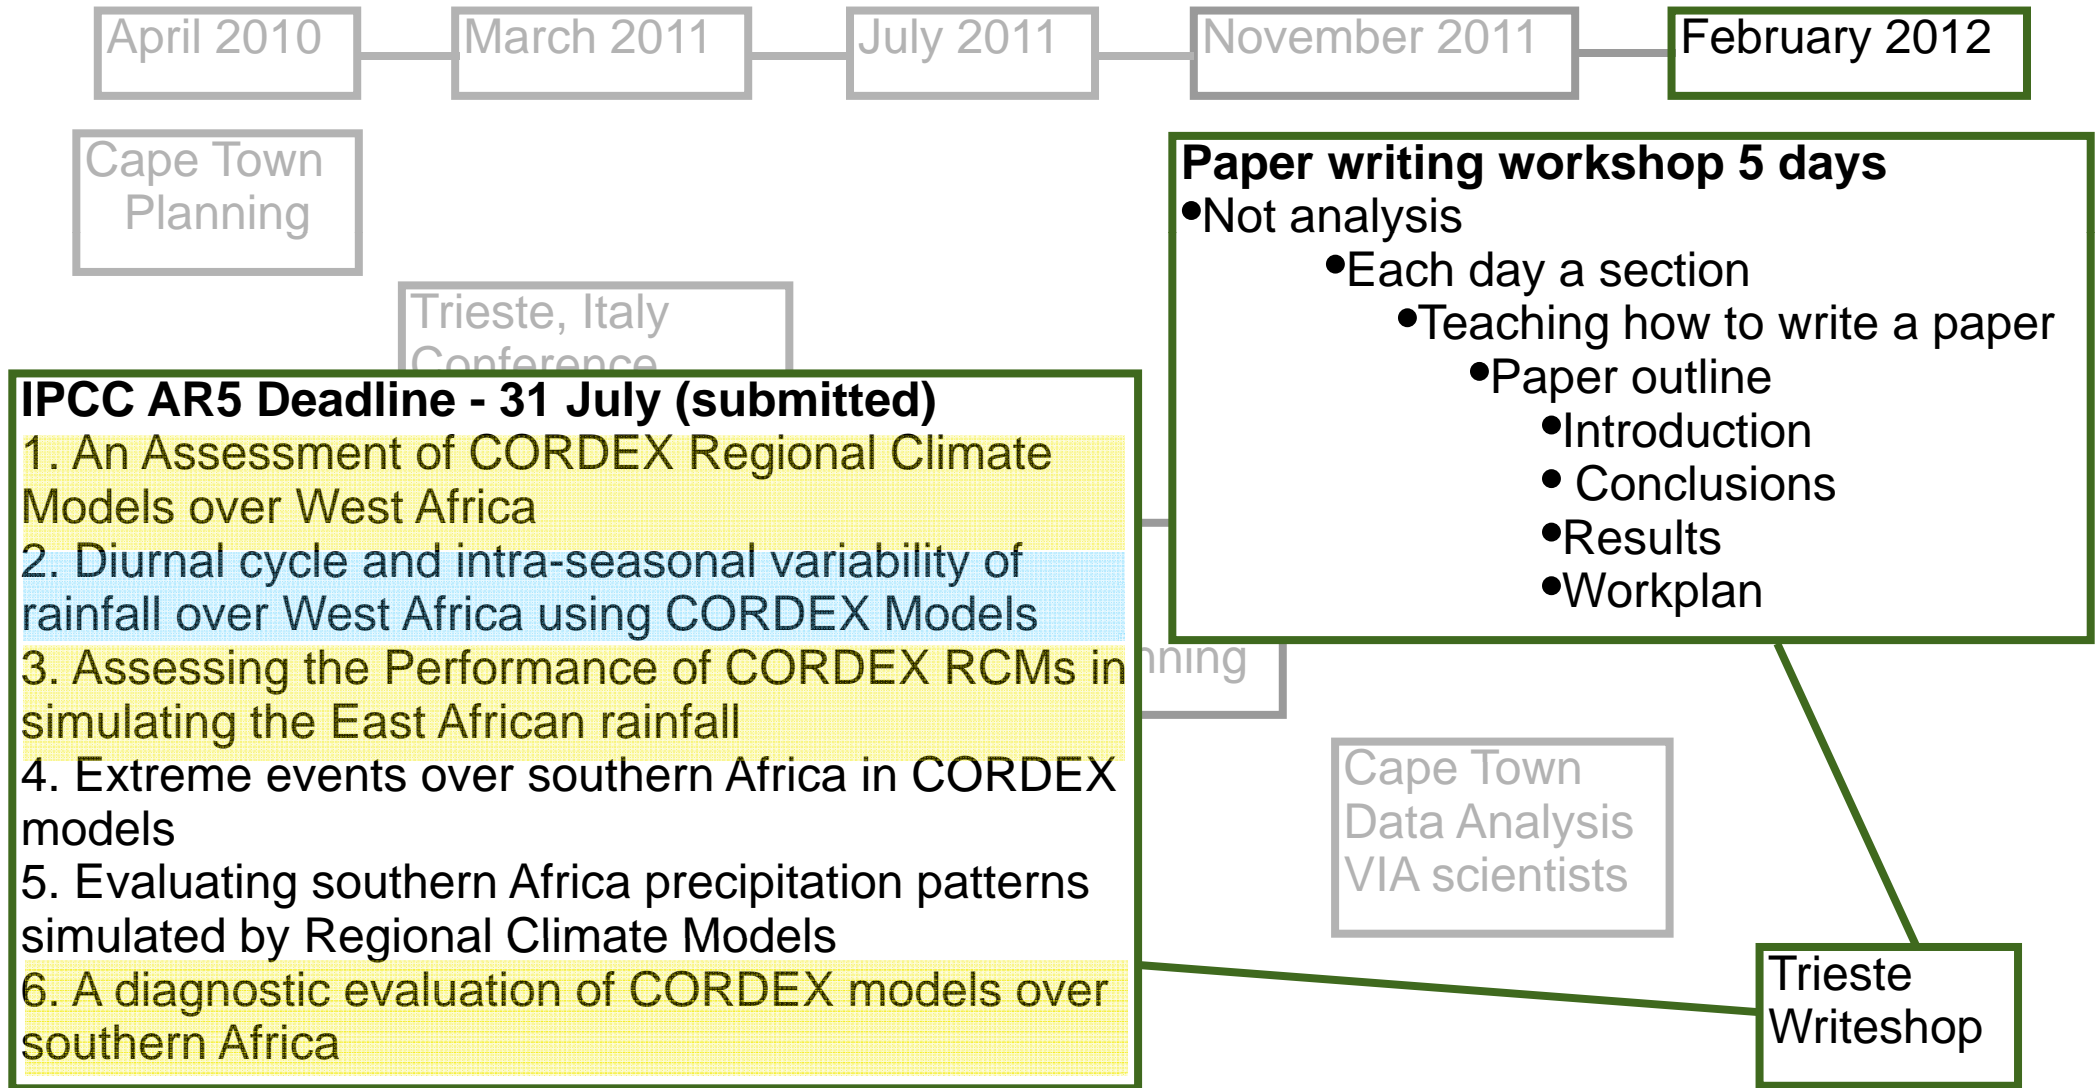 April 2010
March 2011
July 2011
November 2011
February 2012
Cape Town
Planning
Trieste, Italy
Conference
Paper writing workshop 5 days
•Not analysis
•Each day a section
•Teaching how to write a paper
•Paper outline
•Introduction
• Conclusions
•Results
•Workplan
IPCC AR5 Deadline - 31 July (submitted)
1. An Assessment of CORDEX Regional Climate
Models over West Africa
2. Diurnal cycle and intra-seasonal variability of
rainfall over West Africa using CORDEX Models
3. Assessing the Performance of CORDEX RCMs in
simulating the East African rainfall
4. Extreme events over southern Africa in CORDEX
models
5. Evaluating southern Africa precipitation patterns
simulated by Regional Climate Models
6. A diagnostic evaluation of CORDEX models over
southern Africa
Cape Town
Data Analysis
VIA scientists
Trieste
Writeshop